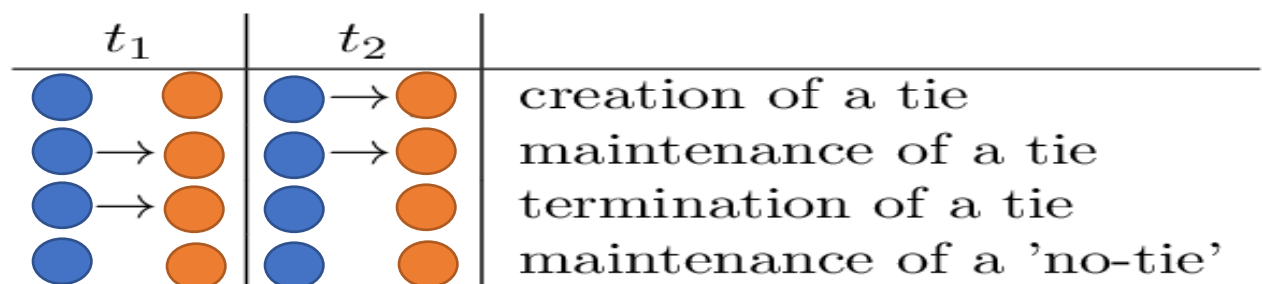 t₁ t₂
creation of a tie
maintenance of a tie
termination of a tie
maintenance of a 'no-tie'